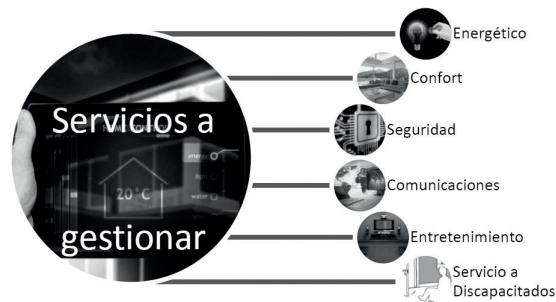 Servicios a
gestionar
energy
20°C
water
Energético
Confort
Seguridad
Comunicaciones
Entretenimiento
Servicio a
Discapacitados